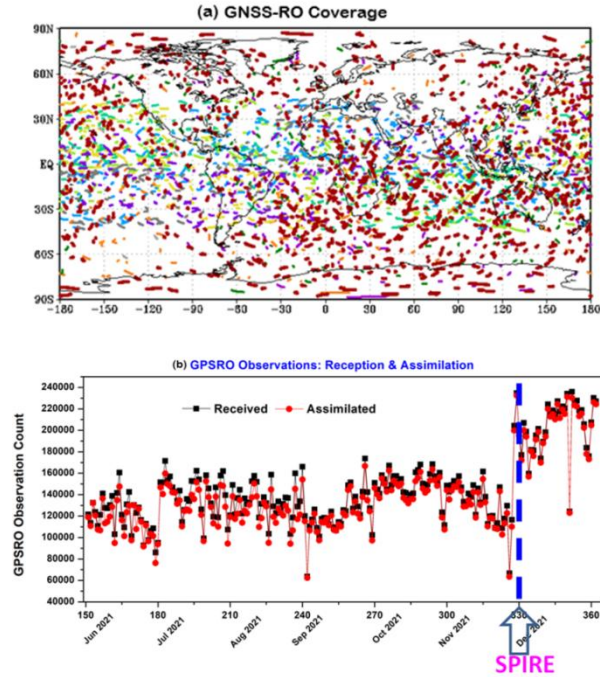 (a) GNSS-RO Coverage
90N
60N
30N
EQ
30S
60S
90S
-180 -150 -120 -90 -60 -30 0 30 60 90 120 150 180
(b) GPSRO Observations: Reception & Assimilation
GPSRO Observation Count
240000
220000
200000
180000
160000
140000
120000
100000
80000
60000
40000
Received Assimilated
150 180 210 240 270 300 330 360
Jun 2021 Jul 2021 Aug 2021 Sep 2021 Oct 2021 Nov 2021 Dec 2021
SPIRE